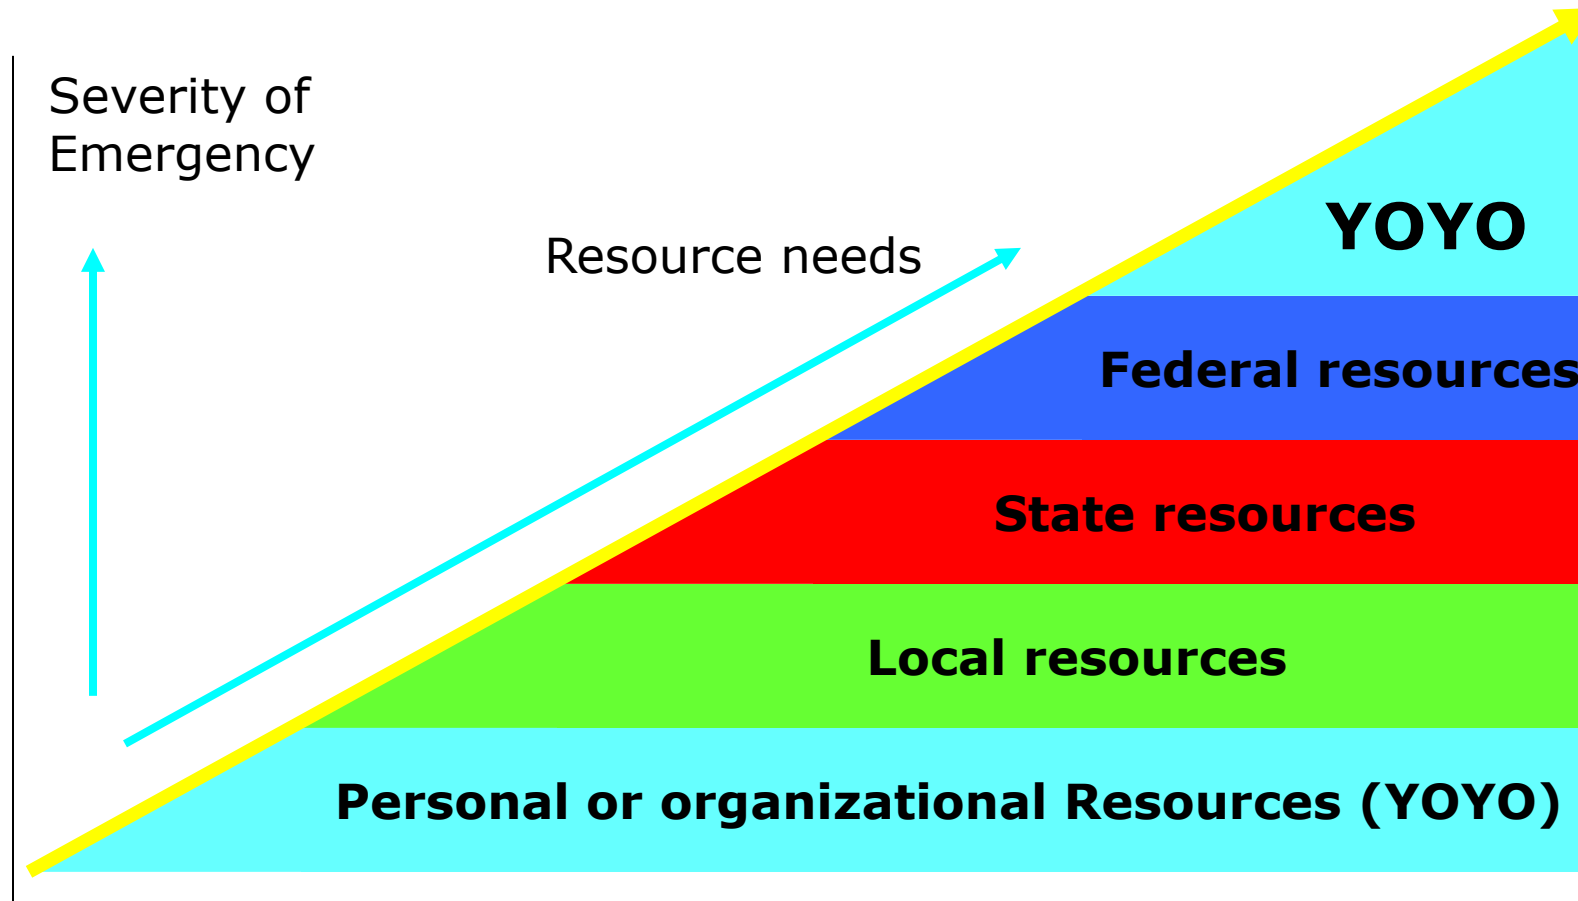 Severity of
Emergency
Resource needs
YOYO
Federal resources
State resources
Local resources
Personal or organizational Resources (YOYO)